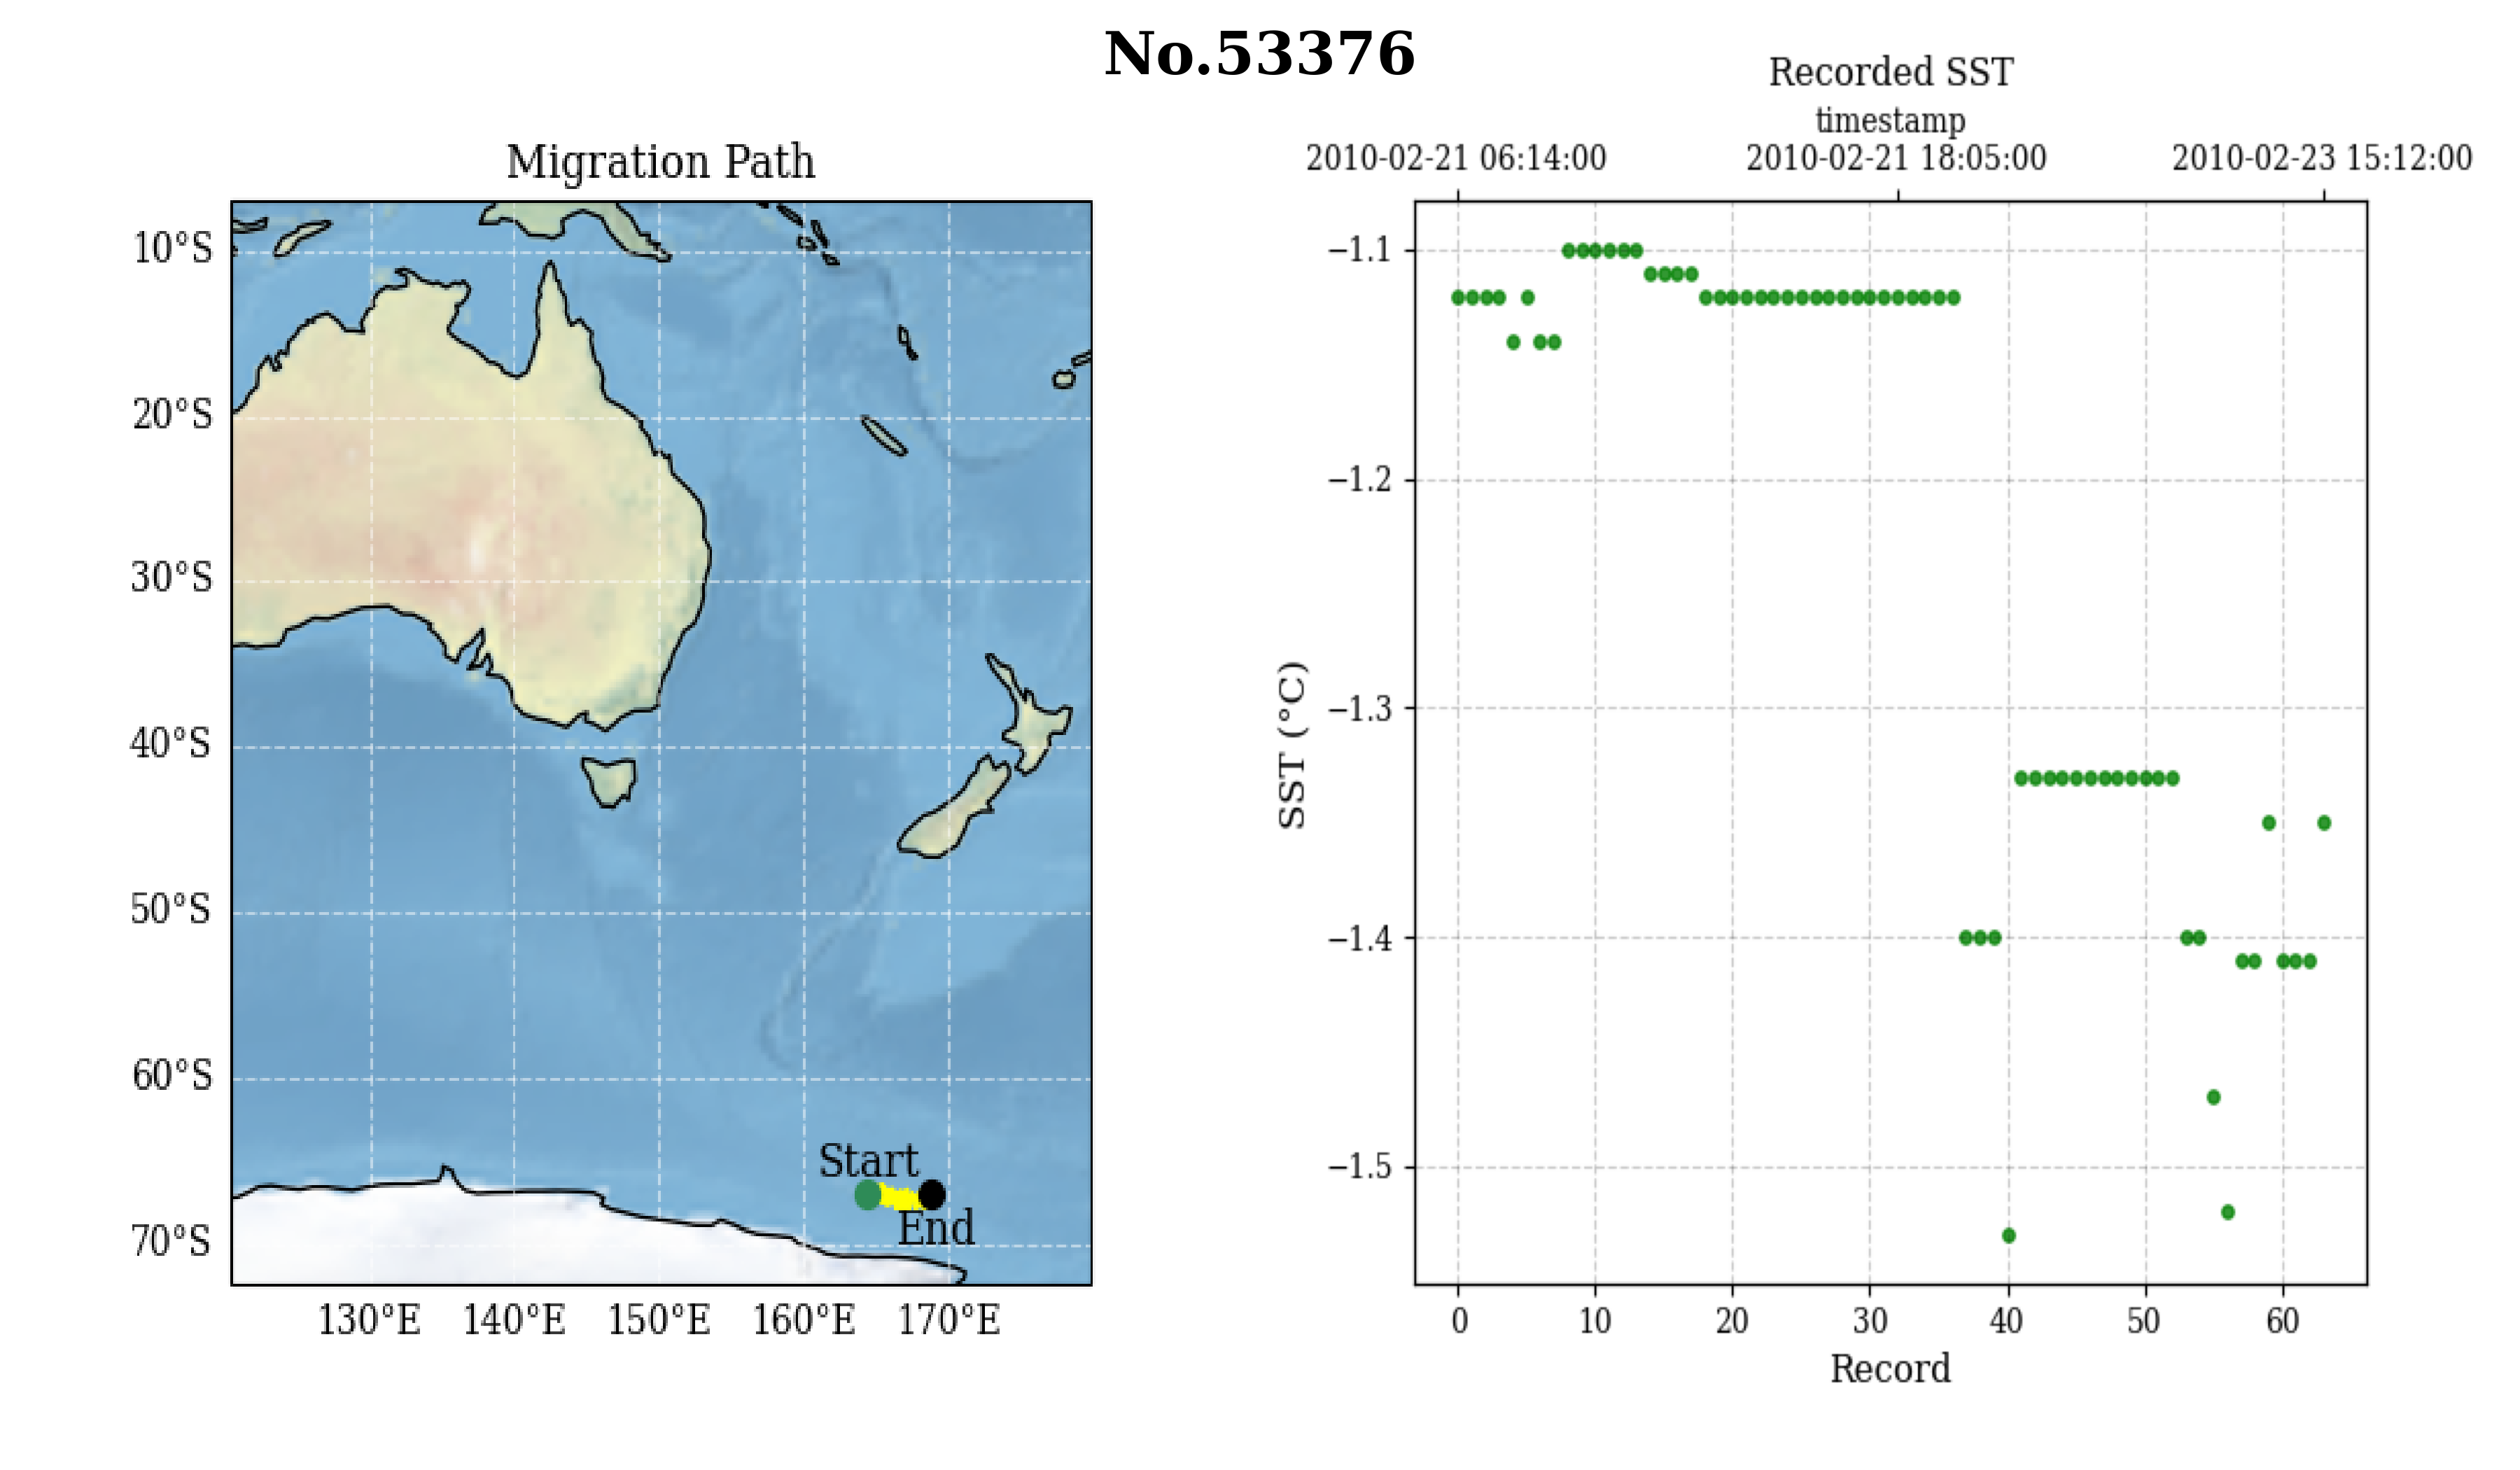 No.53376
Migration Path
10°S
20°S
30°S
40°S
50°S
60°S
70°S
130°E 140°E 150°E 160°E 170°E
Start
End
Recorded SST
timestamp
2010-02-21 06:14:00 2010-02-21 18:05:00 2010-02-23 15:12:00
SST (°C)
−1.1
−1.2
−1.3
−1.4
−1.5
0 10 20 30 40 50 60
Record